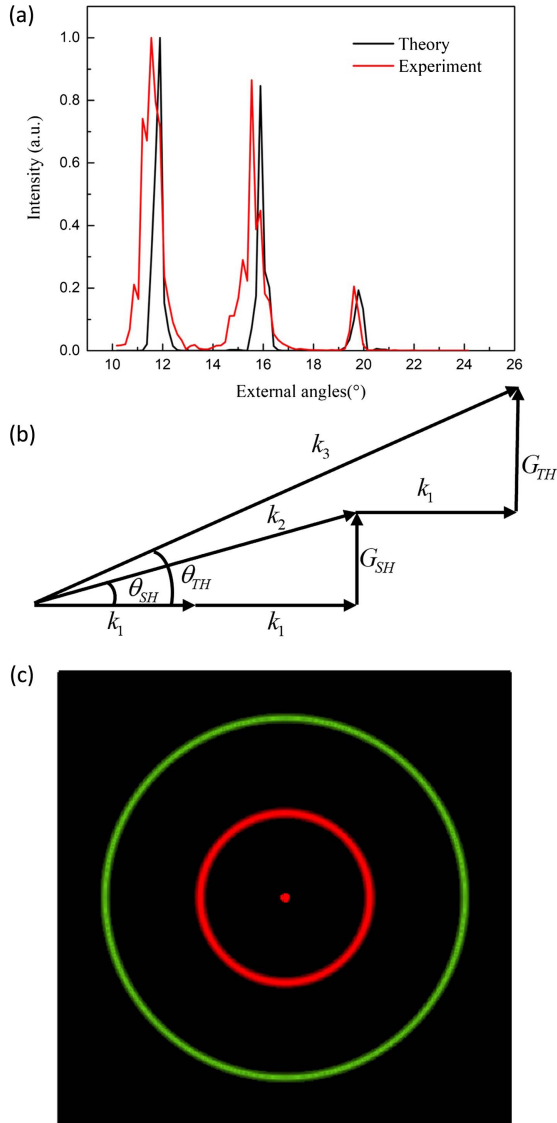 (a)
1.0
0.8
0.6
0.4
0.2
0.0
Intensity (a.u.)
Theory
Experiment
10 12 14 16 18 20 22 24 26
External angles(°)
(b)
k3
GTH
k1
k2
θTH
GSH
θSH
k1 k1
(c)